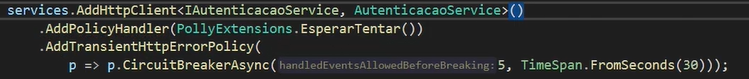 services.AddHttpClient<IAutenticacaoService, AutenticacaoService>()
.AddPolicyHandler(PollyExtensions.EsperarTentar())
.AddTransientHttpErrorPolicy(
p => p.CircuitBreakerAsync(handledEventsAllowedBeforeBreaking:5, TimeSpan.FromSeconds(30)));